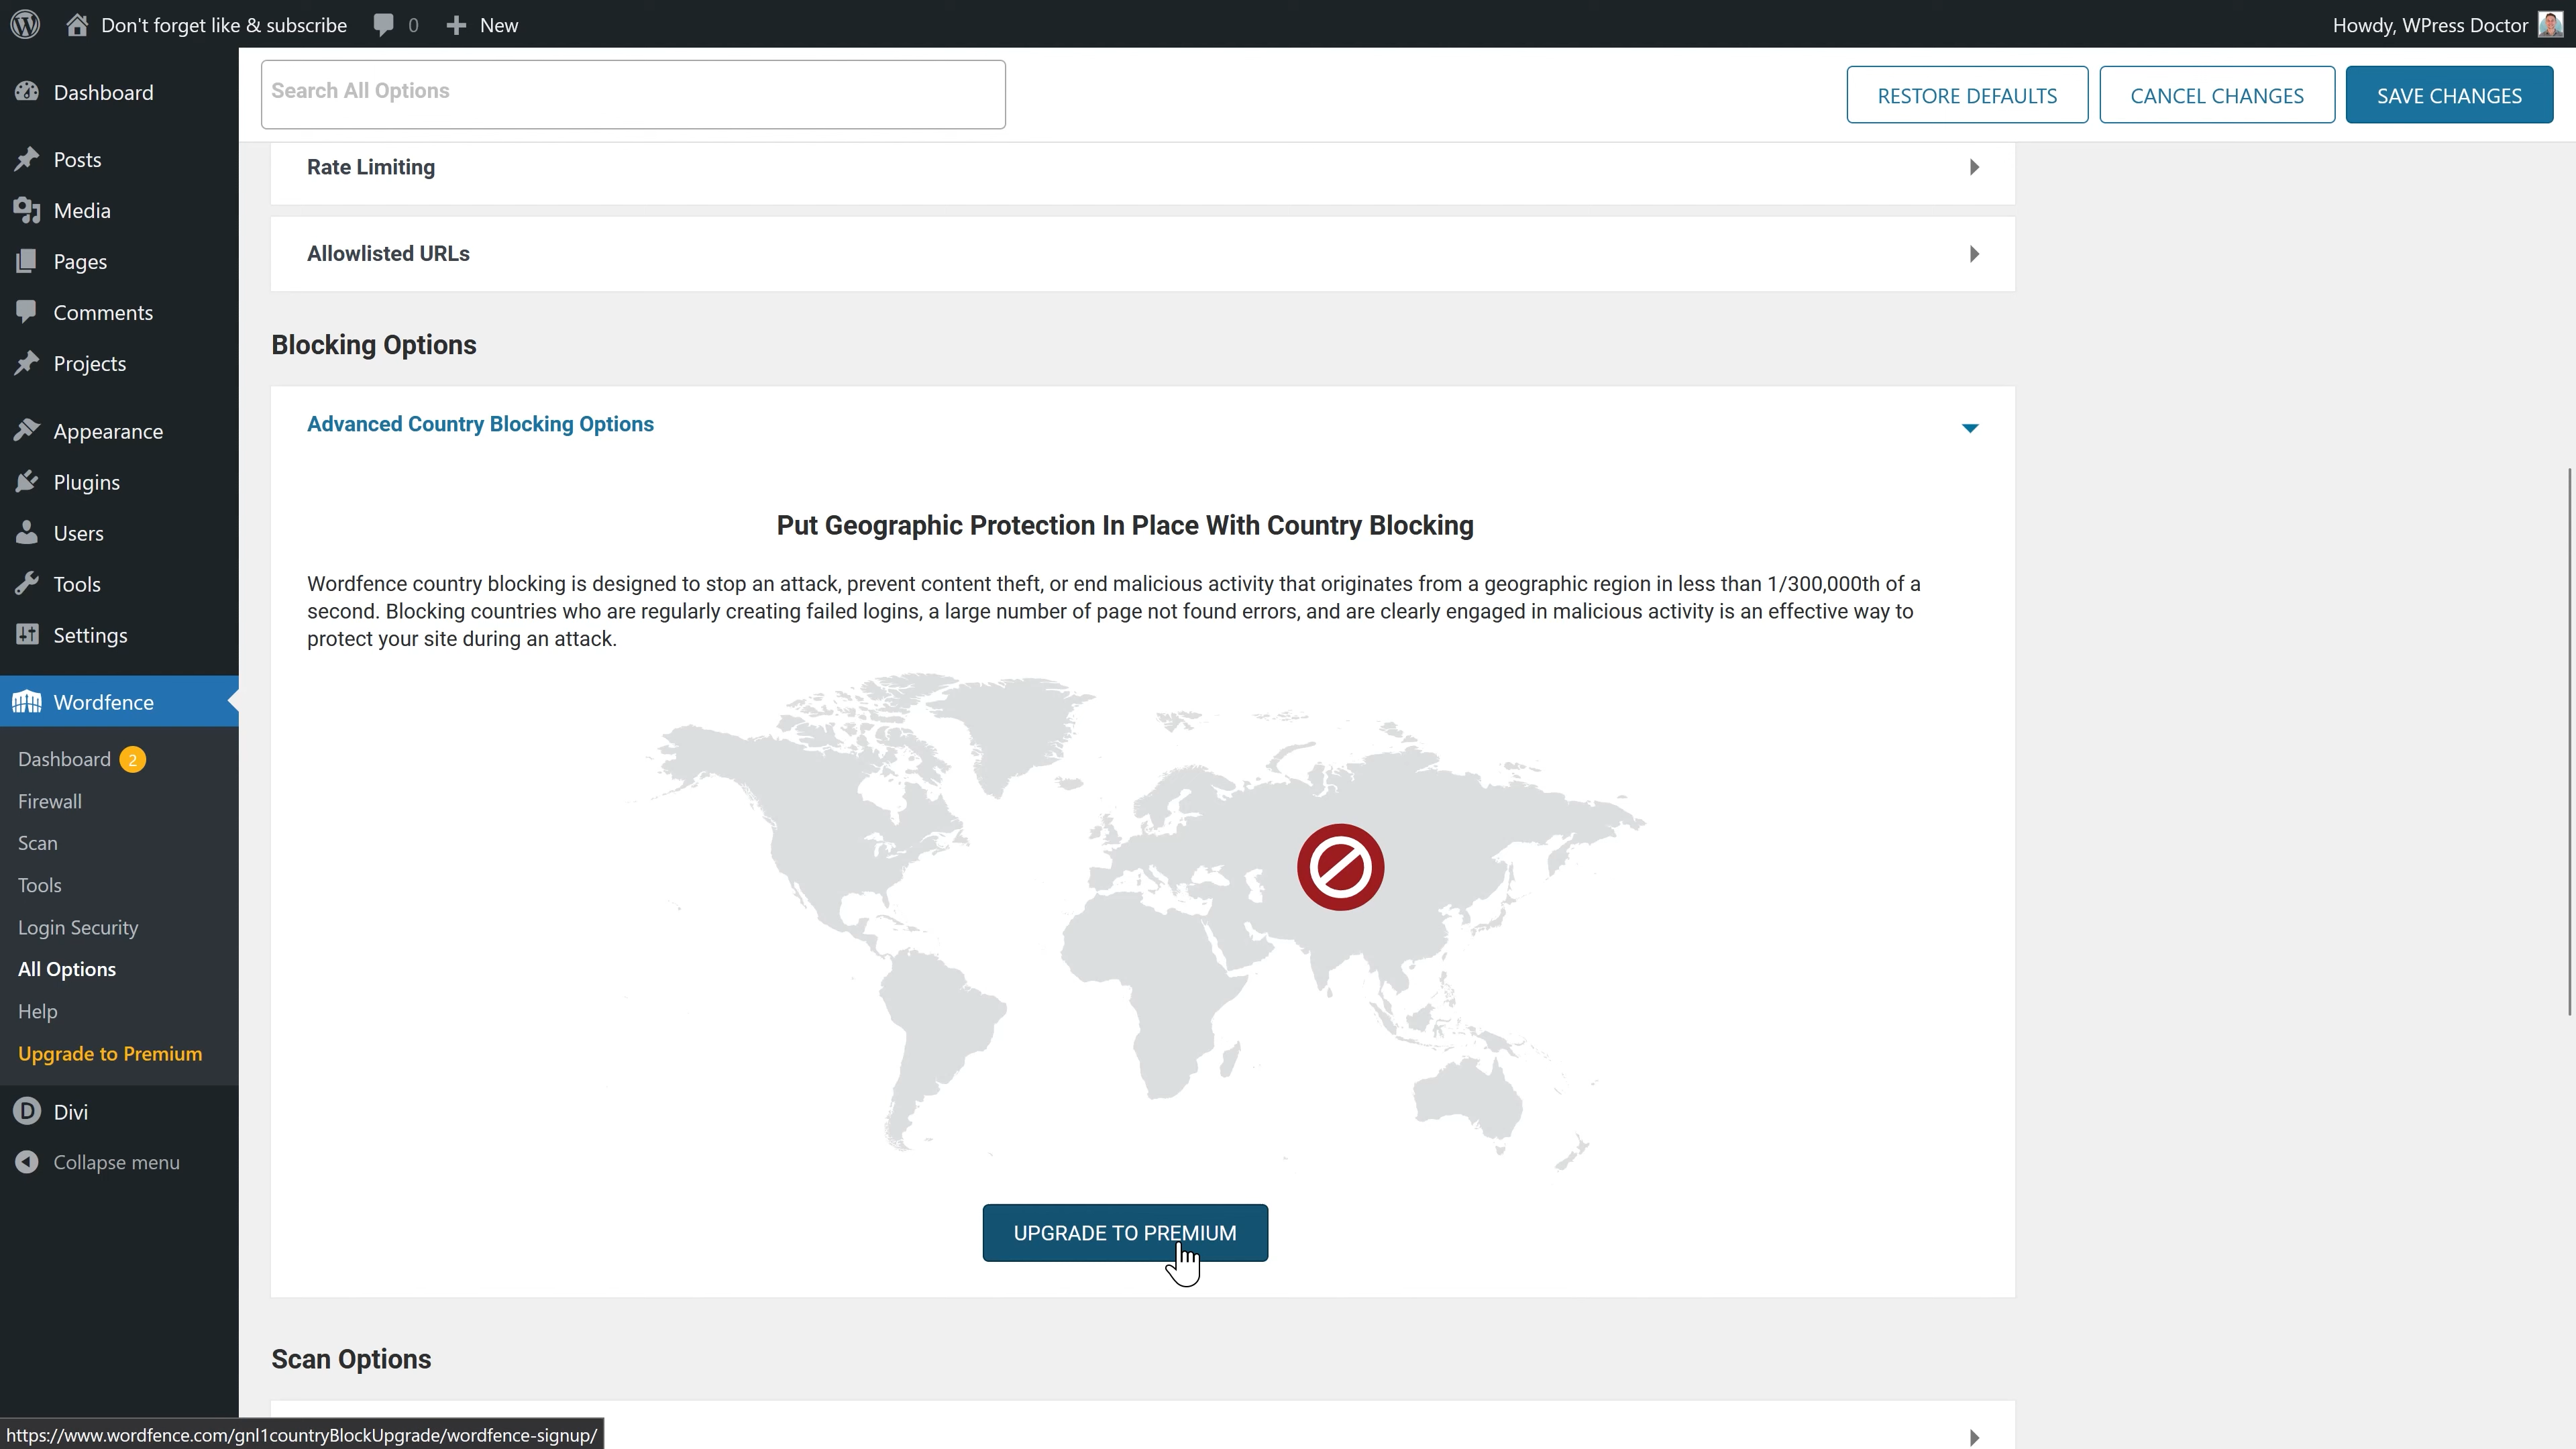 Don't forget like & subscribe
0
New
Howdy, WPress Doctor
Dashboard
Posts
Media
Pages
Comments
Projects
Appearance
Plugins
Users
Tools
Settings
Wordfence
Dashboard 2
Firewall
Scan
Tools
Login Security
All Options
Help
Upgrade to Premium
D Divi
Collapse menu
Search All Options
RESTORE DEFAULTS
CANCEL CHANGES
SAVE CHANGES
Rate Limiting
Allowlisted URLs
Blocking Options
Advanced Country Blocking Options
Put Geographic Protection In Place With Country Blocking
Wordfence country blocking is designed to stop an attack, prevent content theft, or end malicious activity that originates from a geographic region in less than 1/300,000th of a
second. Blocking countries who are regularly creating failed logins, a large number of page not found errors, and are clearly engaged in malicious activity is an effective way to
protect your site during an attack.
UPGRADE TO PREMIUM
Scan Options
https://www.wordfence.com/gnl1countryBlockUpgrade/wordfence-signup/